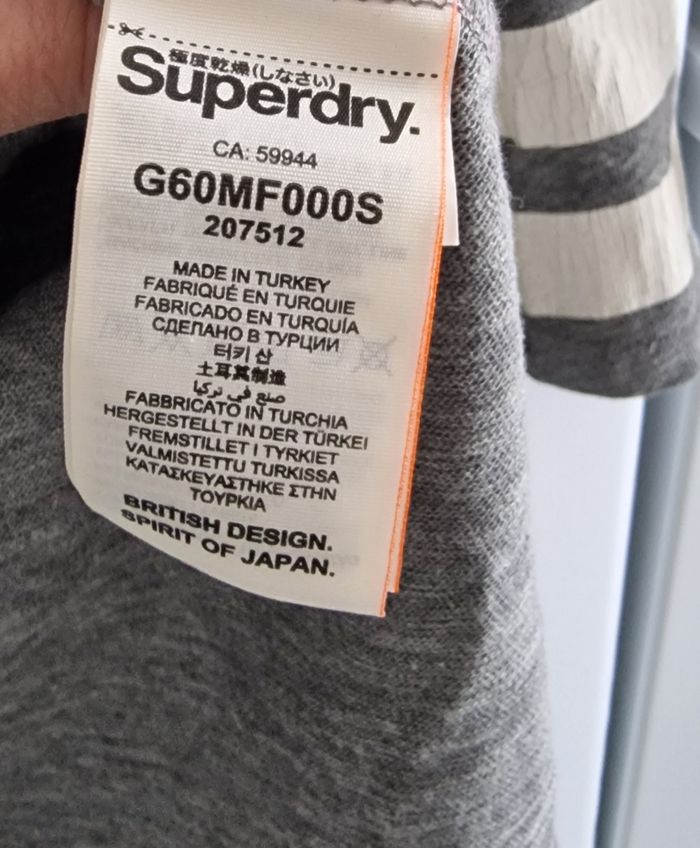 極度乾燥(しなさい)
Superdry.
CA: 59944
G60MF000S
207512
MADE IN TURKEY
FABRIQUÉ EN TURQUIE
FABRICADO EN TURQUÍA
СДЕЛАНО В ТУРЦИИ
터키 산
土耳其制造
صنع في تركيا
FABBRICATO IN TURCHIA
HERGESTELLT IN DER TÜRKEI
FREMSTILLET I TYRKIET
VALMISTETTU TURKISSA
ΚΑΤΑΣΚΕΥΑΣΤΗΚΕ ΣΤΗΝ
ΤΟΥΡΚΙΑ
BRITISH DESIGN.
SPIRIT OF JAPAN.